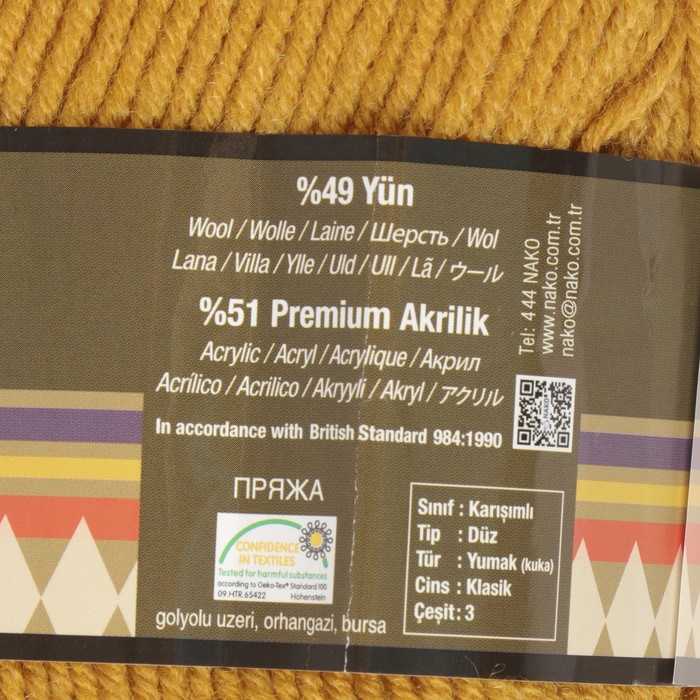 %49 Yün
Wool / Wolle / Laine / Шерсть / Wol
Lana / Villa / Ylle / Uld / Ull / Lã / ウール
%51 Premium Akrilik
Acrylic / Acryl / Acrylique / Акрил
Acrílico / Acrilico / Akryyli / Akryl / アクリル
In accordance with British Standard 984:1990
Tel: 444 NAKO
www.nako.com.tr
nako@nako.com.tr
NAKO
ПРЯЖА
CONFIDENCE
IN TEXTILES
Tested for harmful substances
according to Oeko-Tex® Standard 100
09.HTR.65422 Hohenstein
golyolu uzeri, orhangazi, bursa
Sınıf : Karışımlı
Tip : Düz
Tür : Yumak (kuka)
Cins : Klasik
Çeşit : 3